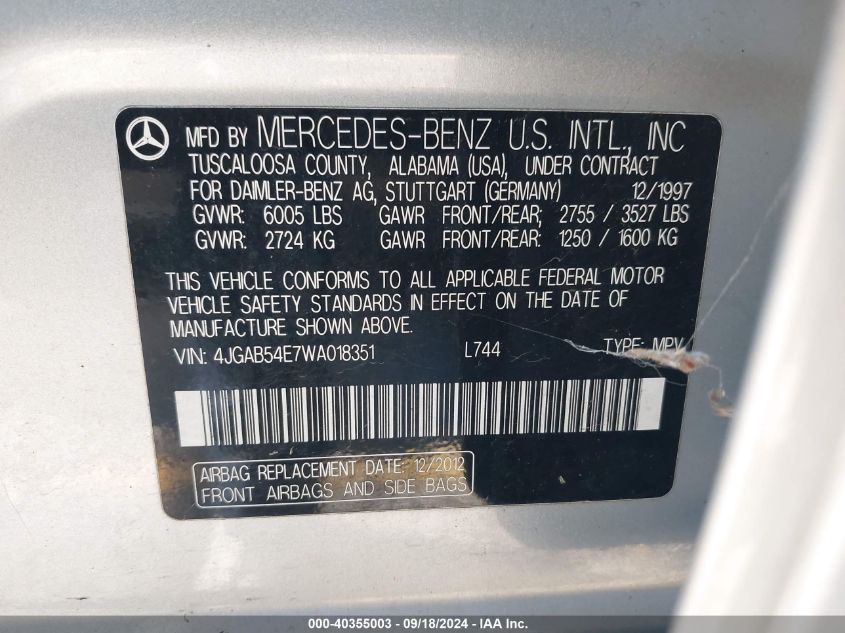 MFD BY MERCEDES-BENZ U.S. INTL., INC
TUSCALOOSA COUNTY, ALABAMA (USA), UNDER CONTRACT
FOR DAIMLER-BENZ AG, STUTTGART (GERMANY) 12/1997
GVWR: 6005 LBS GAWR FRONT/REAR; 2755 / 3527 LBS
GVWR: 2724 KG GAWR FRONT/REAR: 1250 / 1600 KG
THIS VEHICLE CONFORMS TO ALL APPLICABLE FEDERAL MOTOR
VEHICLE SAFETY STANDARDS IN EFFECT ON THE DATE OF
MANUFACTURE SHOWN ABOVE.
VIN: 4JGAB54E7WA018351 L744 TYPE: MPV
AIRBAG REPLACEMENT DATE: 12/2012
FRONT AIRBAGS AND SIDE BAGS
000-40355003 - 09/18/2024 - IAA Inc.